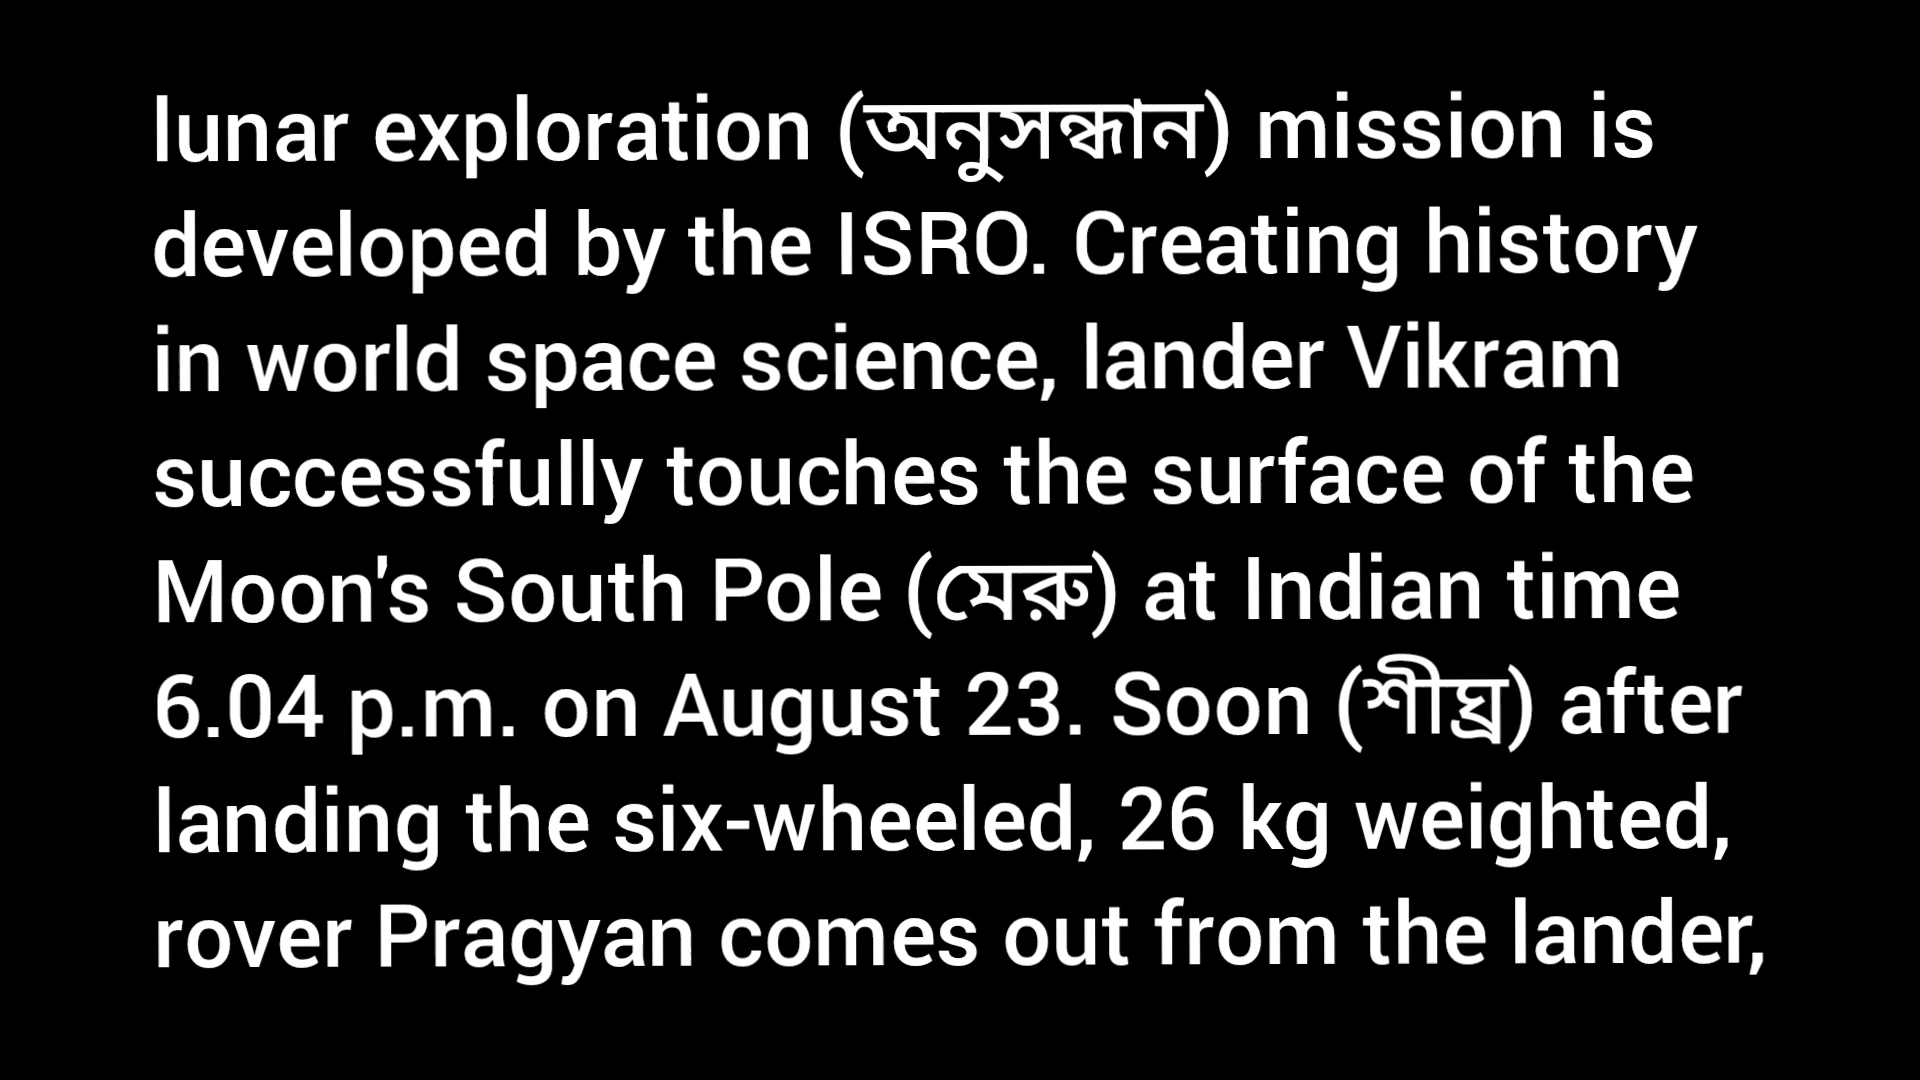 lunar exploration (অনুসন্ধান) mission is
developed by the ISRO. Creating history
in world space science, lander Vikram
successfully touches the surface of the
Moon's South Pole (মেরু) at Indian time
6.04 p.m. on August 23. Soon (শীঘ্র) after
landing the six-wheeled, 26 kg weighted,
rover Pragyan comes out from the lander,